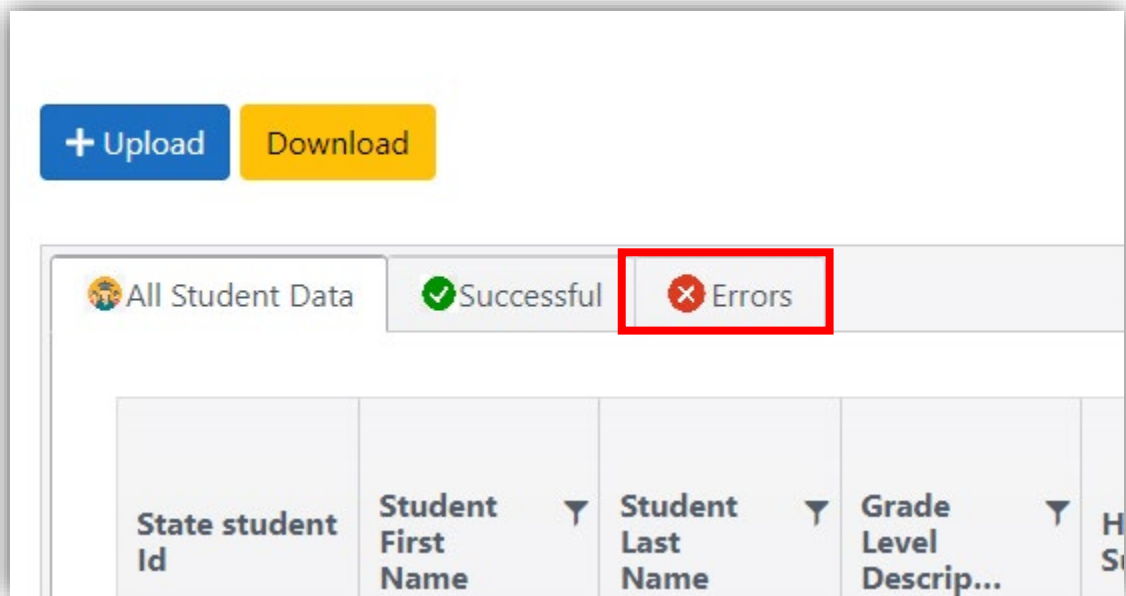 + Upload
Download
All Student Data
Successful
Errors
State student
Id
Student
First
Name
Student
Last
Name
Grade
Level
Descrip...